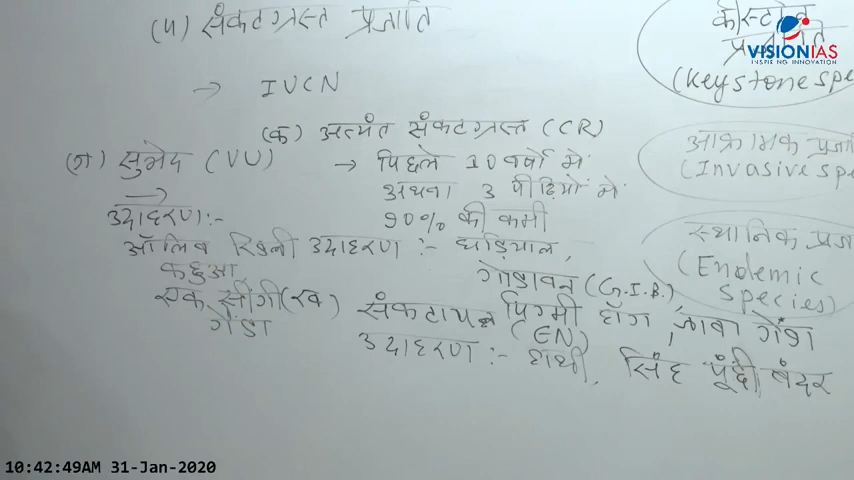 (५) संकटग्रस्त प्रजाति
→ IUCN
(क) अत्यंत संकटग्रस्त (CR)
→ पिछले 10 वर्षों में
अथवा 3 पीढ़ियों में
90% की कमी
उदाहरण :- घड़ियाल,
गोडावन (G.I.B.),
पिग्मी हॉग, जावा गेंडा
(ख) संकटापन्न
(EN)
उदाहरण :- हाथी, सिंह पूंछी बंदर
(ग) सुभेद (VU)
→
उदाहरण:-
ऑलिव रिडली
कछुआ,
एक सींगी
गेंडा
प्रजाति
(Keystone spe
आक्रामक प्रजा
(Invasive spe
स्थानिक प्रज
(Endemic
species)
VISIONIAS
INSPIRING INNOVATION
10:42:49AM 31-Jan-2020